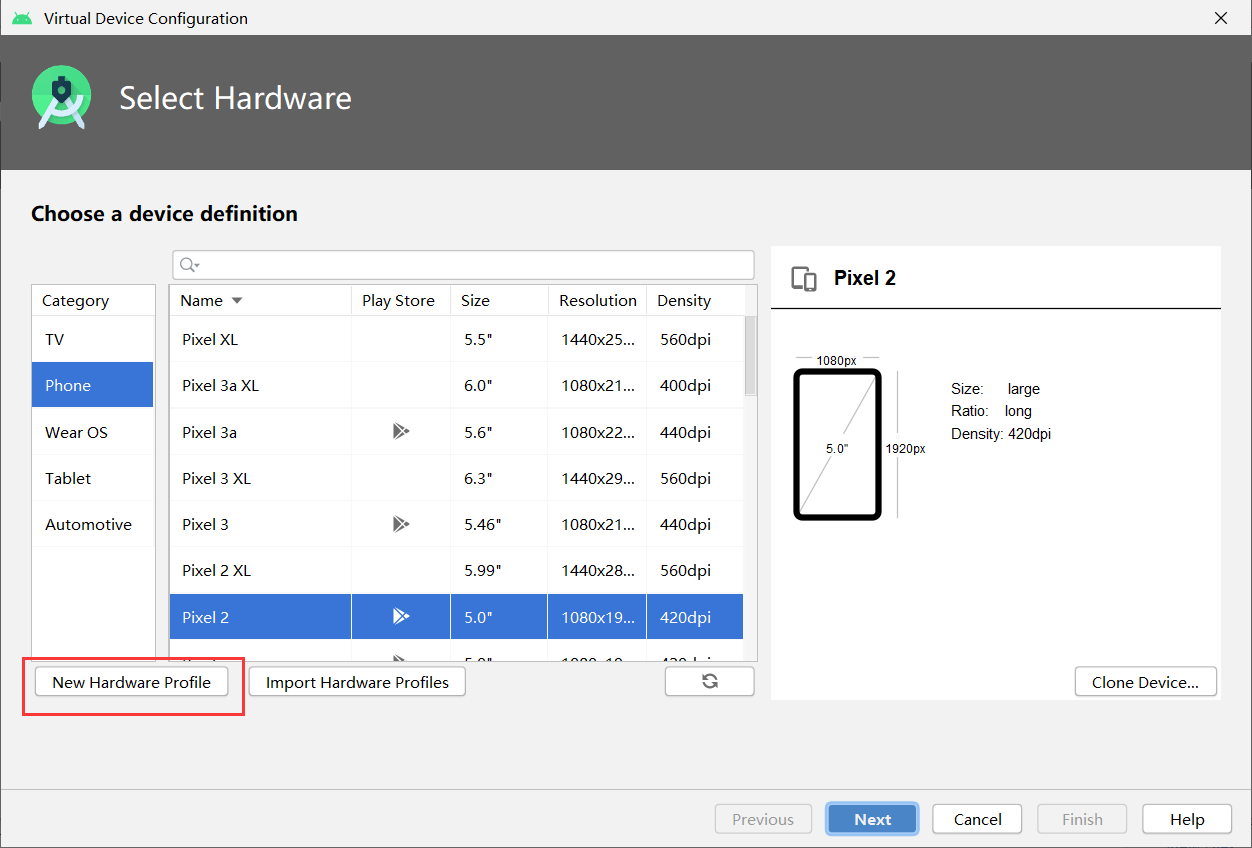 Virtual Device Configuration
Select Hardware
Choose a device definition
Category
TV
Phone
Wear OS
Tablet
Automotive
Name Play Store Size Resolution Density
Pixel XL 5.5" 1440x25... 560dpi
Pixel 3a XL 6.0" 1080x21... 400dpi
Pixel 3a 5.6" 1080x22... 440dpi
Pixel 3 XL 6.3" 1440x29... 560dpi
Pixel 3 5.46" 1080x21... 440dpi
Pixel 2 XL 5.99" 1440x28... 560dpi
Pixel 2 5.0" 1080x19... 420dpi
New Hardware Profile Import Hardware Profiles
Pixel 2
1080px
5.0"
1920px
Size: large
Ratio: long
Density: 420dpi
Clone Device...
Previous Next Cancel Finish Help